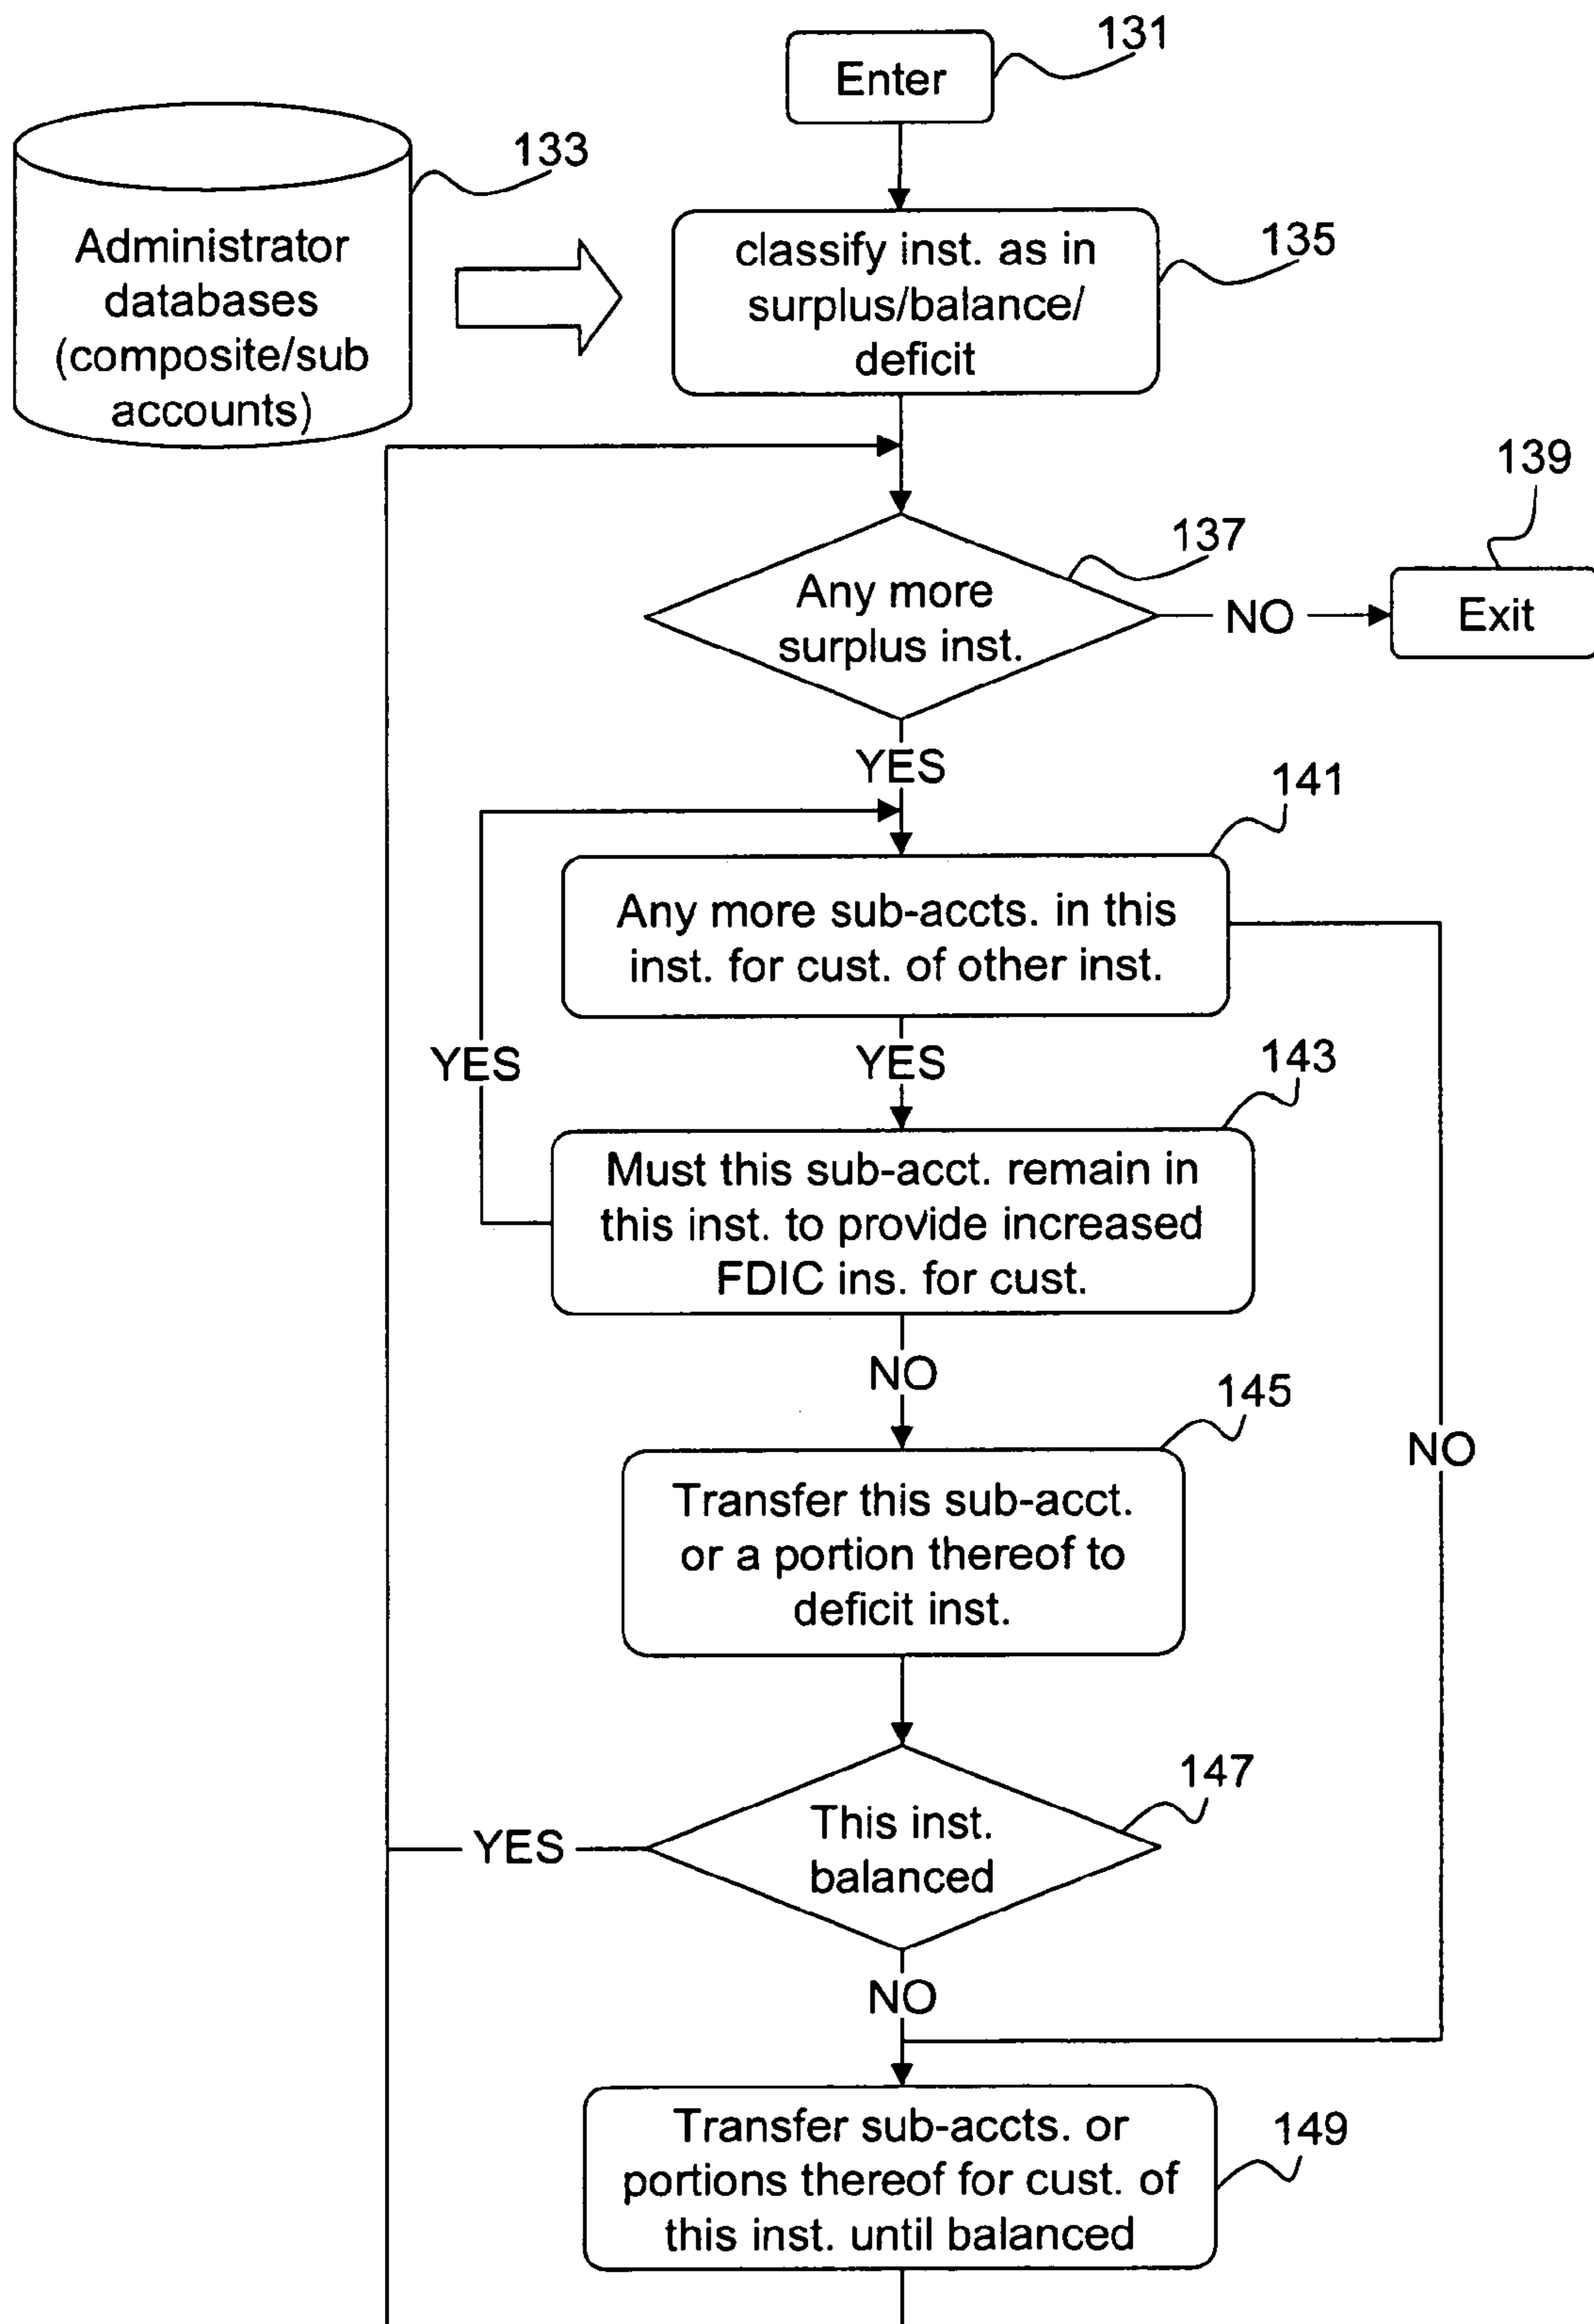 131
Enter
133
Administrator
databases
(composite/sub
accounts)
135
classify inst. as in
surplus/balance/
deficit
139
137
Any more
surplus inst.
NO
Exit
YES
141
Any more sub-accts. in this
inst. for cust. of other inst.
YES
YES
143
Must this sub-acct. remain in
this inst. to provide increased
FDIC ins. for cust.
NO
145
NO
Transfer this sub-acct.
or a portion thereof to
deficit inst.
147
This inst.
balanced
YES
NO
149
Transfer sub-accts. or
portions thereof for cust. of
this inst. until balanced